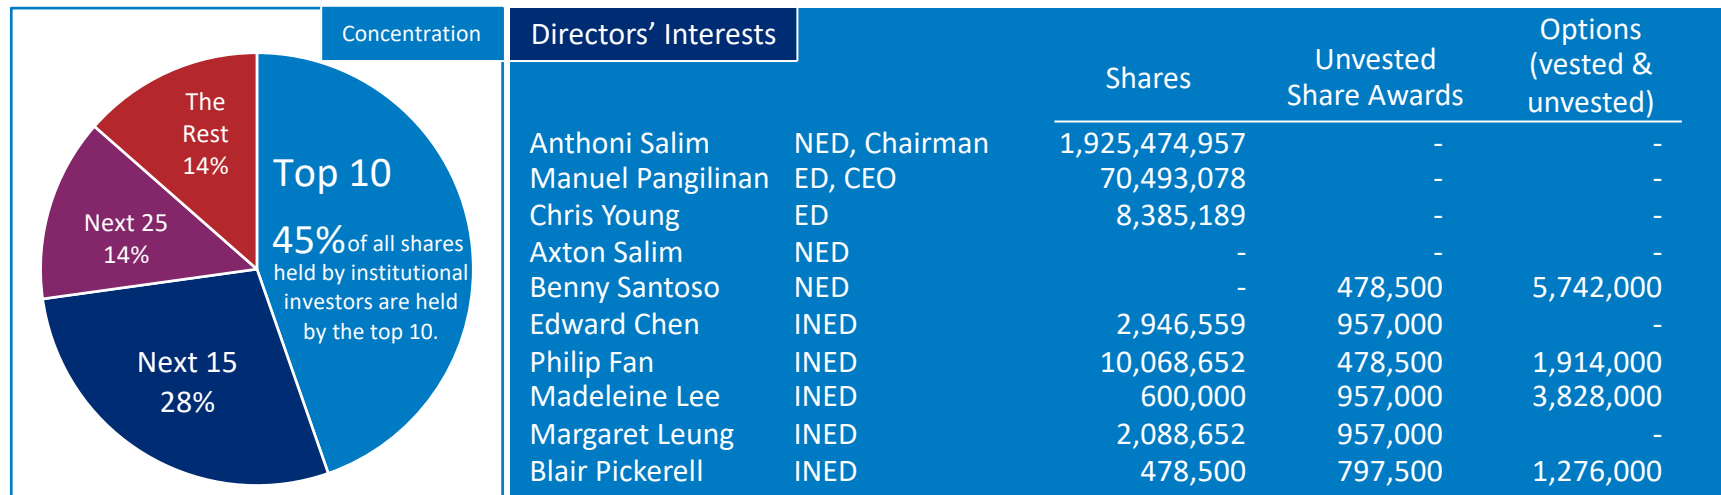 Concentration
The
Rest
14%
Top 10
45% of all shares
held by institutional
investors are held
by the top 10.
Next 25
14%
Next 15
28%
Directors’ Interests
Shares
Unvested
Share Awards
Options
(vested &
unvested)
Anthoni Salim NED, Chairman 1,925,474,957 - -
Manuel Pangilinan ED, CEO 70,493,078 - -
Chris Young ED 8,385,189 - -
Axton Salim NED - - -
Benny Santoso NED - 478,500 5,742,000
Edward Chen INED 2,946,559 957,000 -
Philip Fan INED 10,068,652 478,500 1,914,000
Madeleine Lee INED 600,000 957,000 3,828,000
Margaret Leung INED 2,088,652 957,000 -
Blair Pickerell INED 478,500 797,500 1,276,000